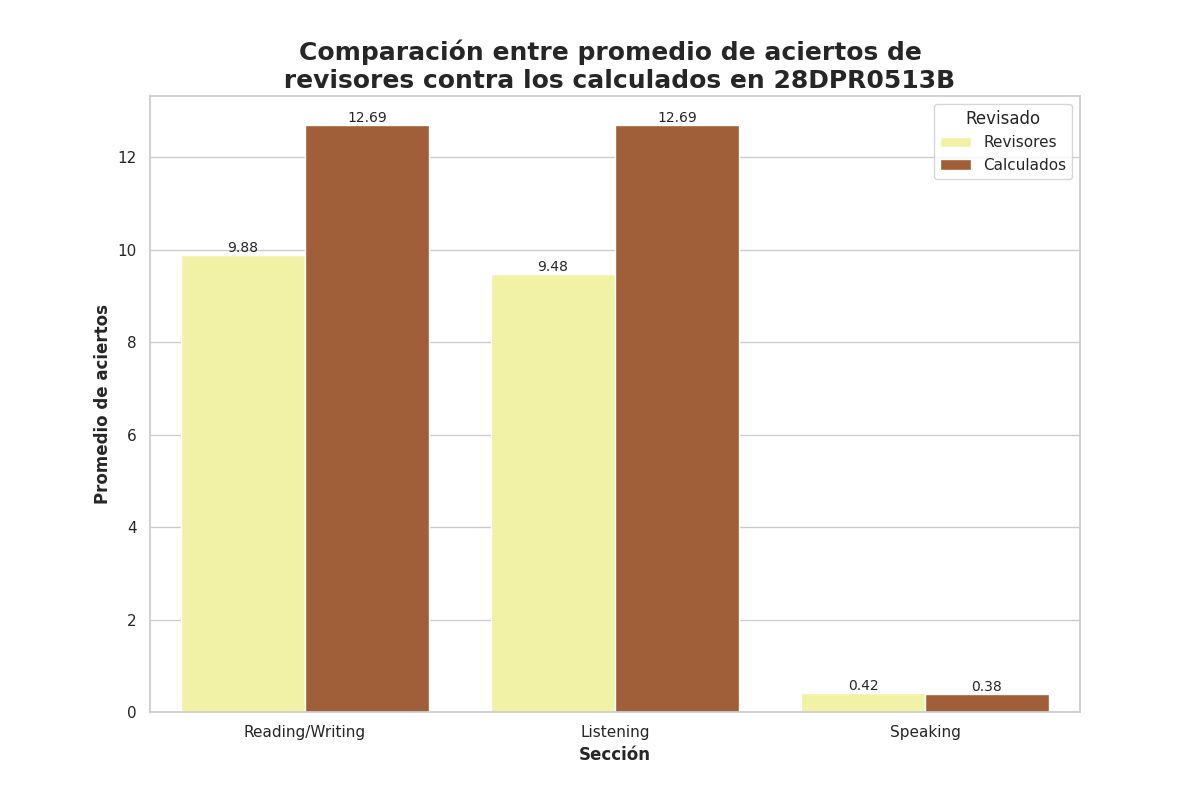 Comparación entre promedio de aciertos de
revisores contra los calculados en 28DPR0513B
Revisado
Revisores
Calculados
12.69
12.69
9.88
9.48
0.42
0.38
Promedio de aciertos
12
10
8
6
4
2
0
Reading/Writing
Listening
Speaking
Sección